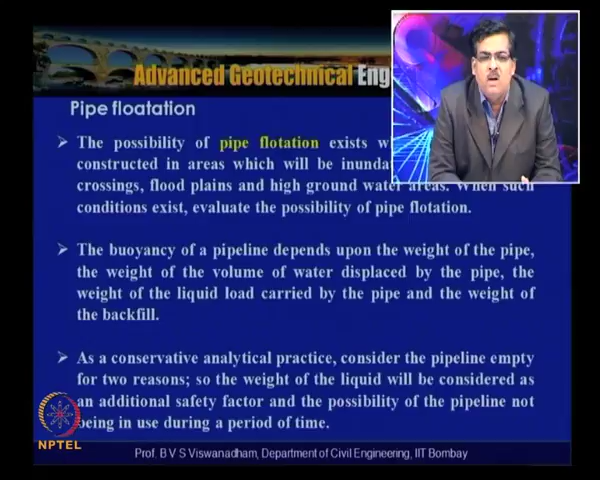 Advanced Geotechnical Eng
Pipe floatation
➢ The possibility of pipe flotation exists w
constructed in areas which will be inunda
crossings, flood plains and high ground water areas. When such
conditions exist, evaluate the possibility of pipe flotation.
➢ The buoyancy of a pipeline depends upon the weight of the pipe,
the weight of the volume of water displaced by the pipe, the
weight of the liquid load carried by the pipe and the weight of
the backfill.
➢ As a conservative analytical practice, consider the pipeline empty
for two reasons; so the weight of the liquid will be considered as
an additional safety factor and the possibility of the pipeline not
being in use during a period of time.
NPTEL
Prof. B V S Viswanadham, Department of Civil Engineering, IIT Bombay